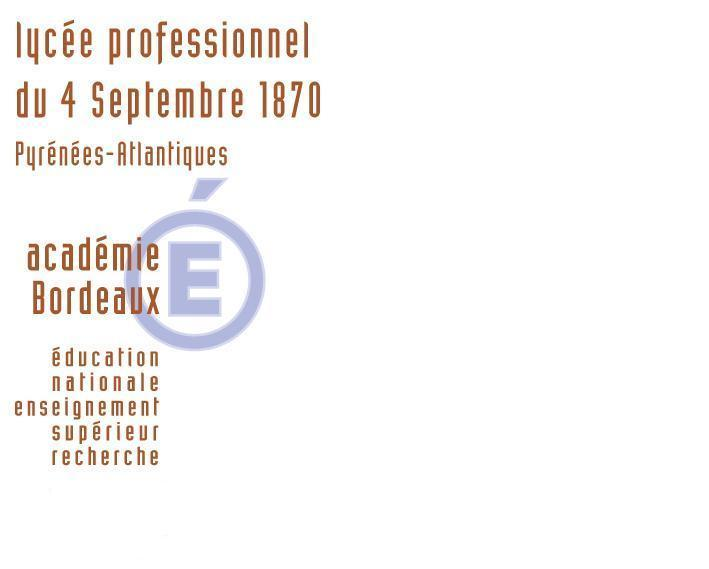 lycée professionnel
du 4 Septembre 1870
Pyrénées-Atlantiques
É
académie
Bordeaux
éducation
nationale
enseignement
supérieur
recherche